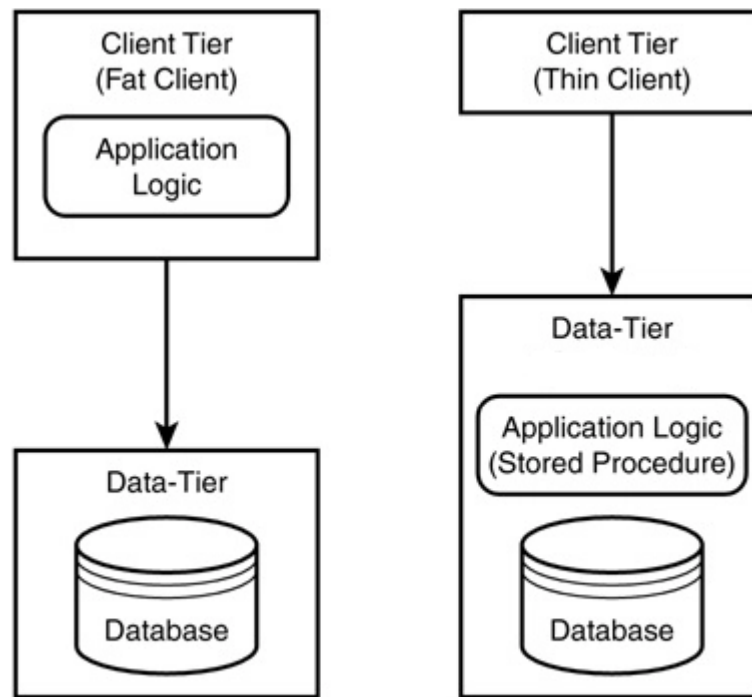 Client Tier
(Fat Client)
Application
Logic
Data-Tier
Database
Client Tier
(Thin Client)
Data-Tier
Application Logic
(Stored Procedure)
Database